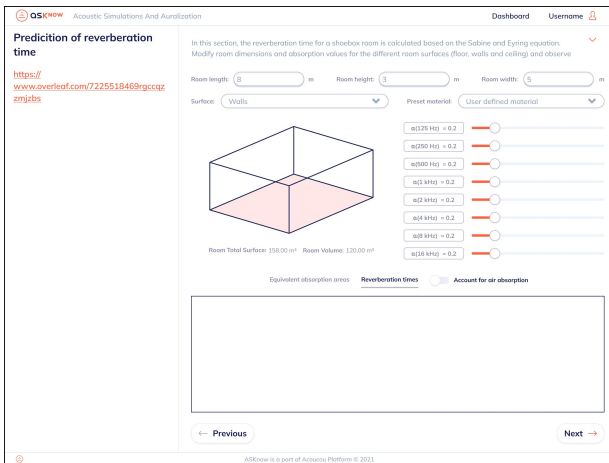 ASKNOW Acoustic Simulations And Auralization Dashboard Username
Predicition of reverberation
time
https://
www.overleaf.com/7225518469rgccqz
zmjzbs
In this section, the reverberation time for a shoebox room is calculated based on the Sabine and Eyring equation.
Modify room dimensions and absorption values for the different room surfaces (floor, walls and ceiling) and observe
Room length: 8 m Room height: 3 m Room width: 5 m
Surface: Walls Preset material: User defined material
α(125 Hz) = 0.2
α(250 Hz) = 0.2
α(500 Hz) = 0.2
α(1 kHz) = 0.2
α(2 kHz) = 0.2
α(4 kHz) = 0.2
α(8 kHz) = 0.2
α(16 kHz) = 0.2
Room Total Surface: 158.00 m² Room Volume: 120.00 m³
Equivalent absorption areas Reverberation times Account for air absorption
← Previous Next →
ASKnow is a part of Acoucou Platform © 2021